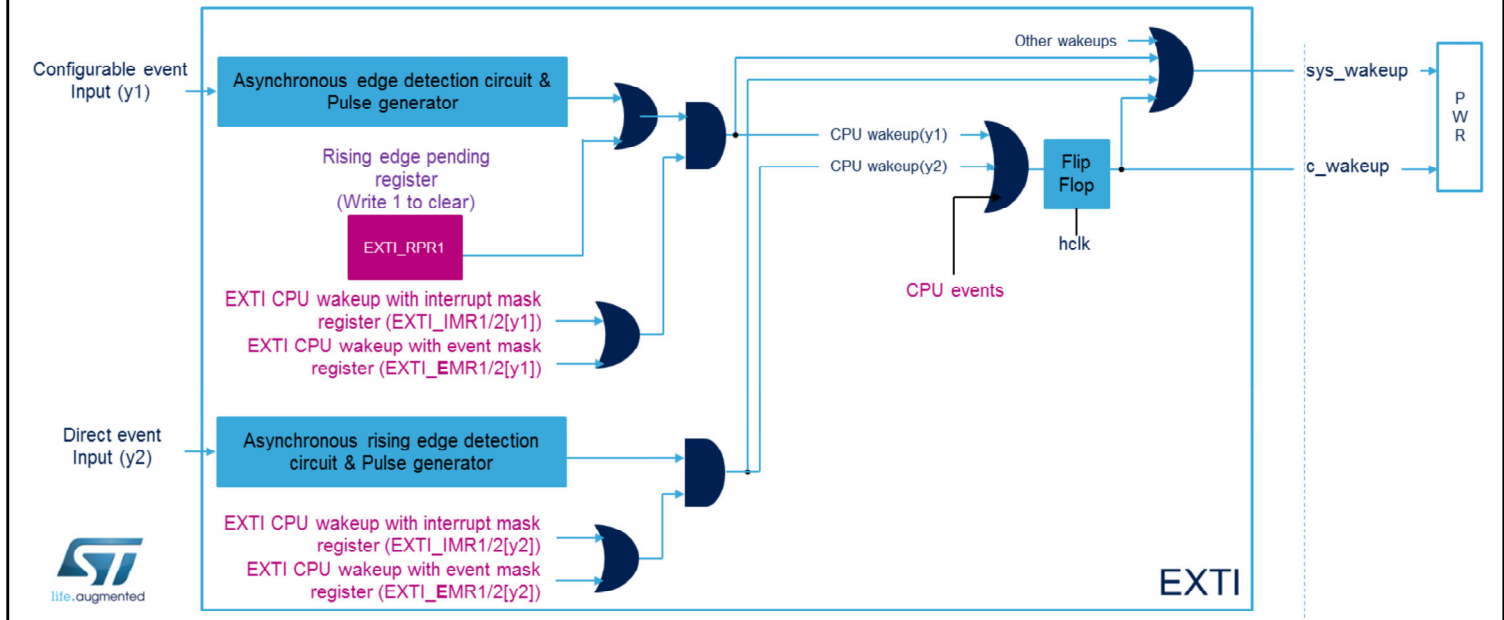 Other wakeups
Configurable event
Input (y1)
Asynchronous edge detection circuit &
Pulse generator
sys_wakeup
P
W
R
CPU wakeup(y1)
CPU wakeup(y2)
Flip
Flop
c_wakeup
Rising edge pending
register
(Write 1 to clear)
EXTI_RPR1
hclk
CPU events
EXTI CPU wakeup with interrupt mask
register (EXTI_IMR1/2[y1])
EXTI CPU wakeup with event mask
register (EXTI_EMR1/2[y1])
Direct event
Input (y2)
Asynchronous rising edge detection
circuit & Pulse generator
EXTI CPU wakeup with interrupt mask
register (EXTI_IMR1/2[y2])
EXTI CPU wakeup with event mask
register (EXTI_EMR1/2[y2])
EXTI
ST
life.augmented